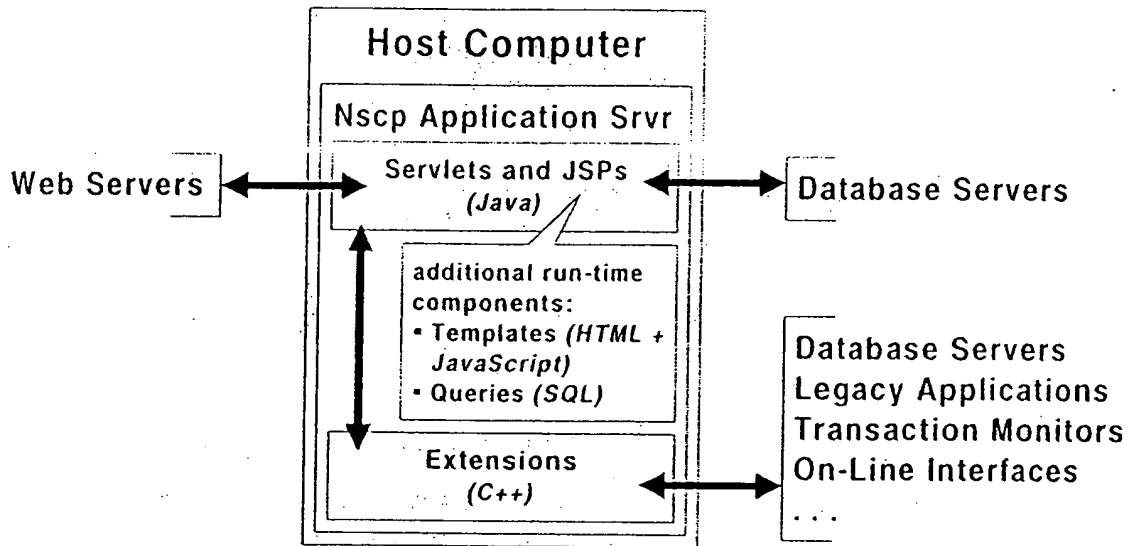 Host Computer
Nscp Application Srvr
Servlets and JSPs
(Java)
Web Servers
Database Servers
additional run-time
components:
▪ Templates (HTML +
JavaScript)
▪ Queries (SQL)
Extensions
(C++)
Database Servers
Legacy Applications
Transaction Monitors
On-Line Interfaces
. . .